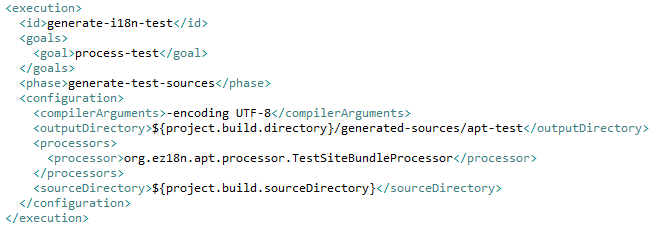 <execution>
  <id>generate-i18n-test</id>
  <goals>
    <goal>process-test</goal>
  </goals>
  <phase>generate-test-sources</phase>
  <configuration>
    <compilerArguments>-encoding UTF-8</compilerArguments>
    <outputDirectory>${project.build.directory}/generated-sources/apt-test</outputDirectory>
    <processors>
      <processor>org.ez18n.apt.processor.TestSiteBundleProcessor</processor>
    </processors>
    <sourceDirectory>${project.build.sourceDirectory}</sourceDirectory>
  </configuration>
</execution>